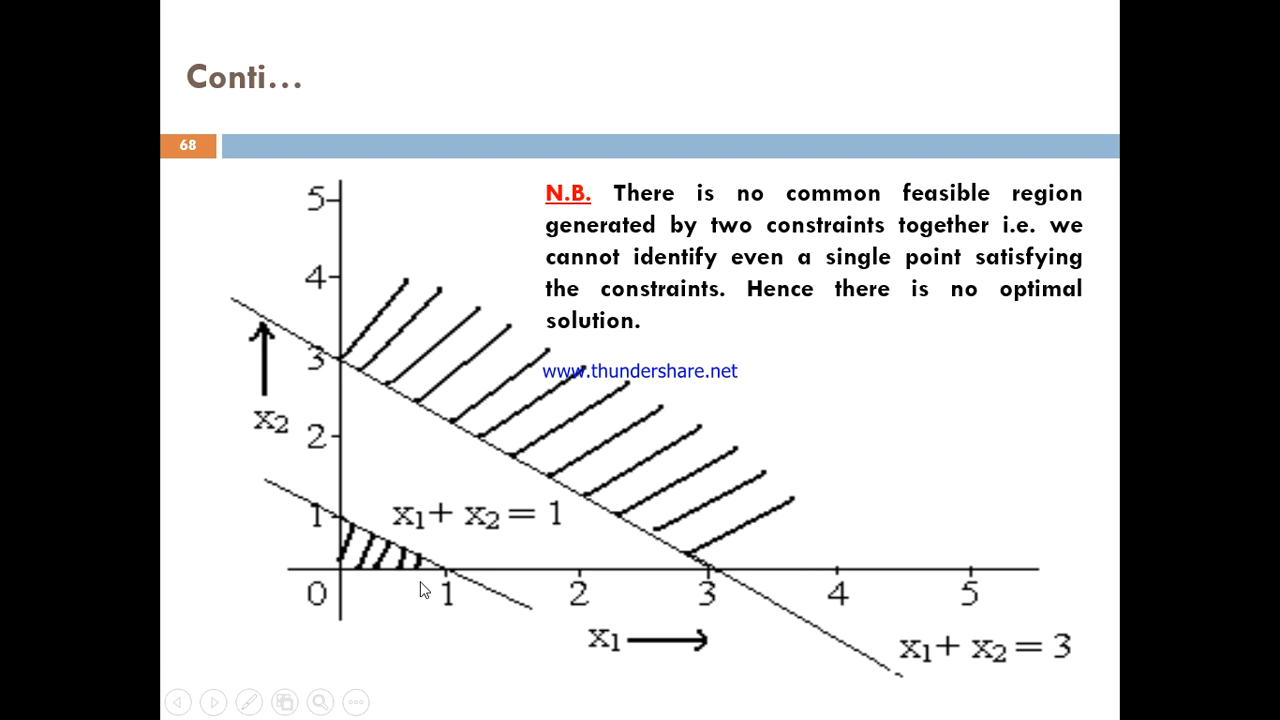 Conti...
68
N.B. There is no common feasible region
generated by two constraints together i.e. we
cannot identify even a single point satisfying
the constraints. Hence there is no optimal
solution.
www.thundershare.net
5
4
3
x₂
2
1
x₁+ x₂ = 1
0
1
2
3
4
5
x₁
x₁+ x₂ = 3